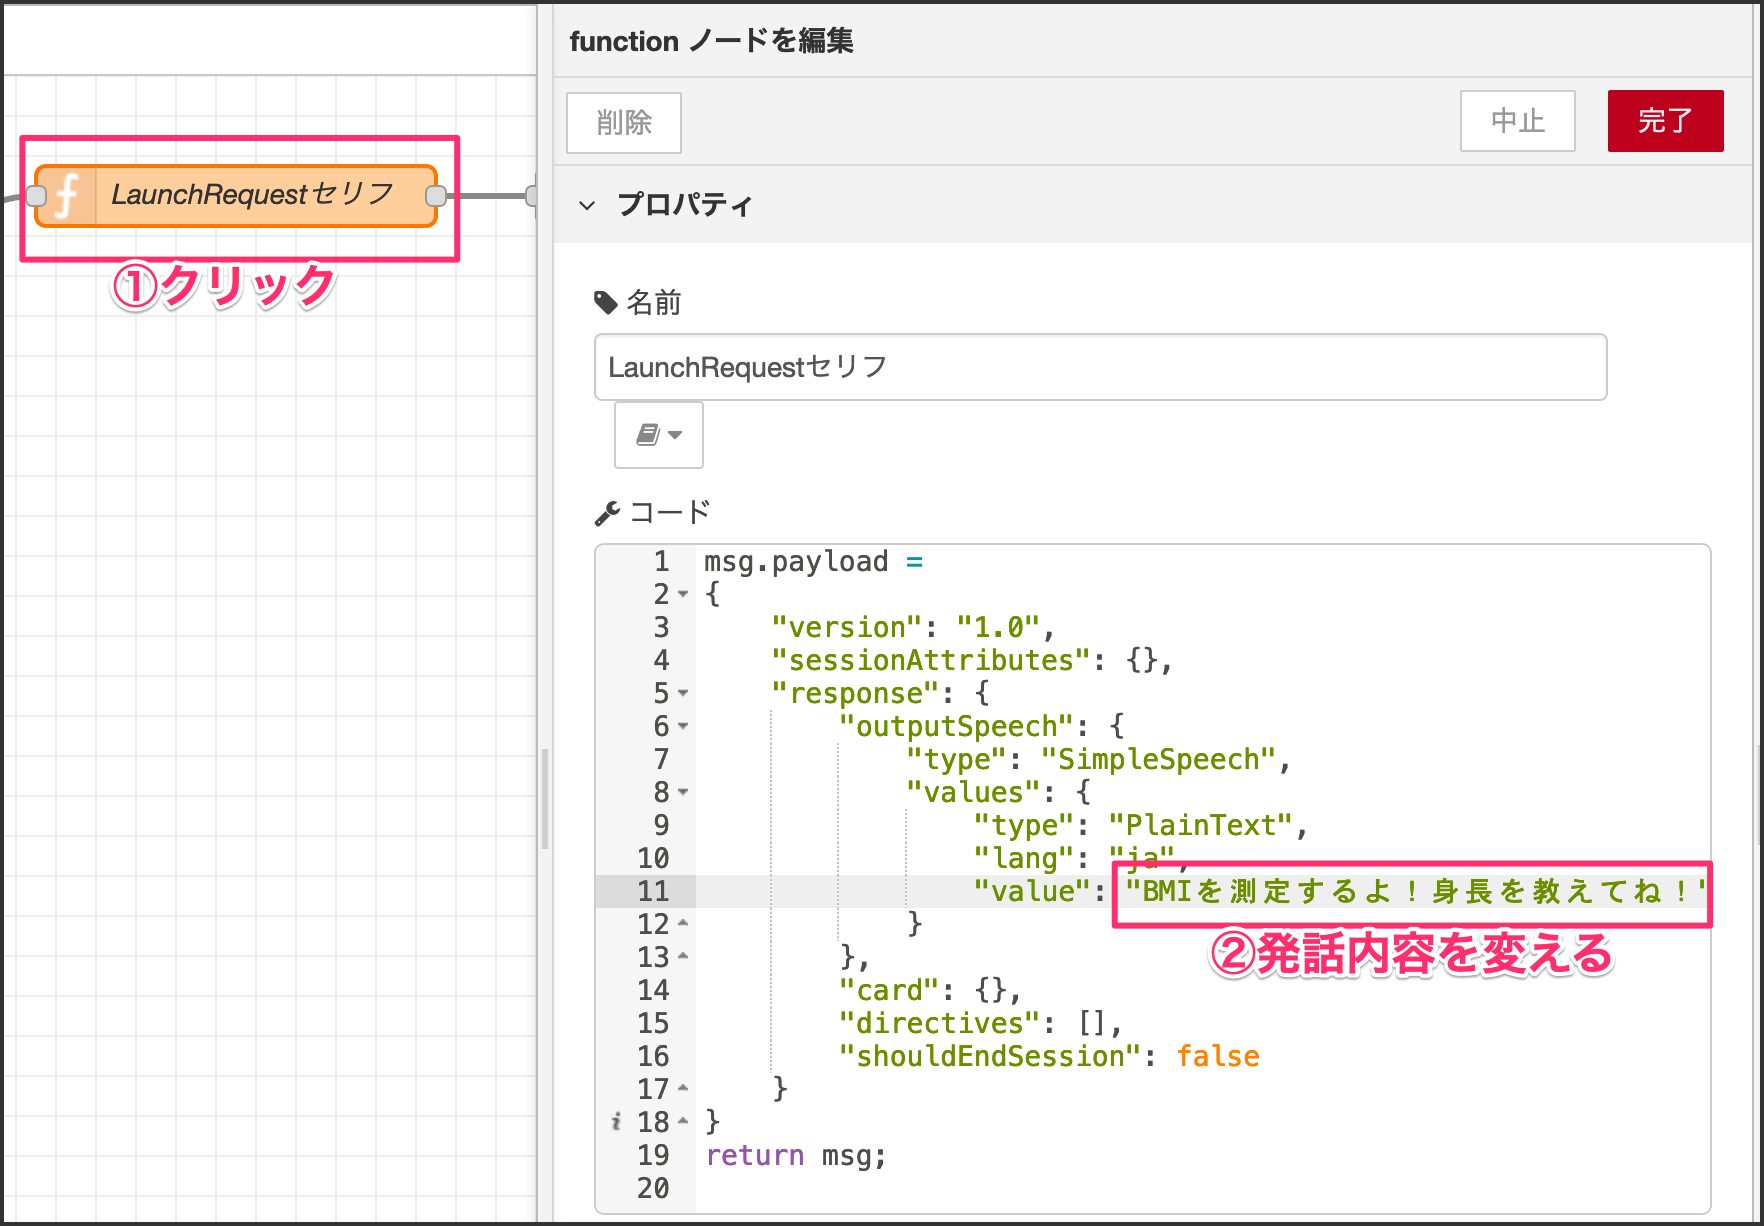 function ノードを編集
削除
中止
完了
LaunchRequestセリフ
①クリック
プロパティ
名前
LaunchRequestセリフ
コード
1 msg.payload =
2 {
3 "version": "1.0",
4 "sessionAttributes": {},
5 "response": {
6 "outputSpeech": {
7 "type": "SimpleSpeech",
8 "values": {
9 "type": "PlainText",
10 "lang": "ja",
11 "value": "BMIを測定するよ！身長を教えてね！"
②発話内容を変える
12 }
13 },
14 "card": {},
15 "directives": [],
16 "shouldEndSession": false
17 }
i 18 }
19 return msg;
20